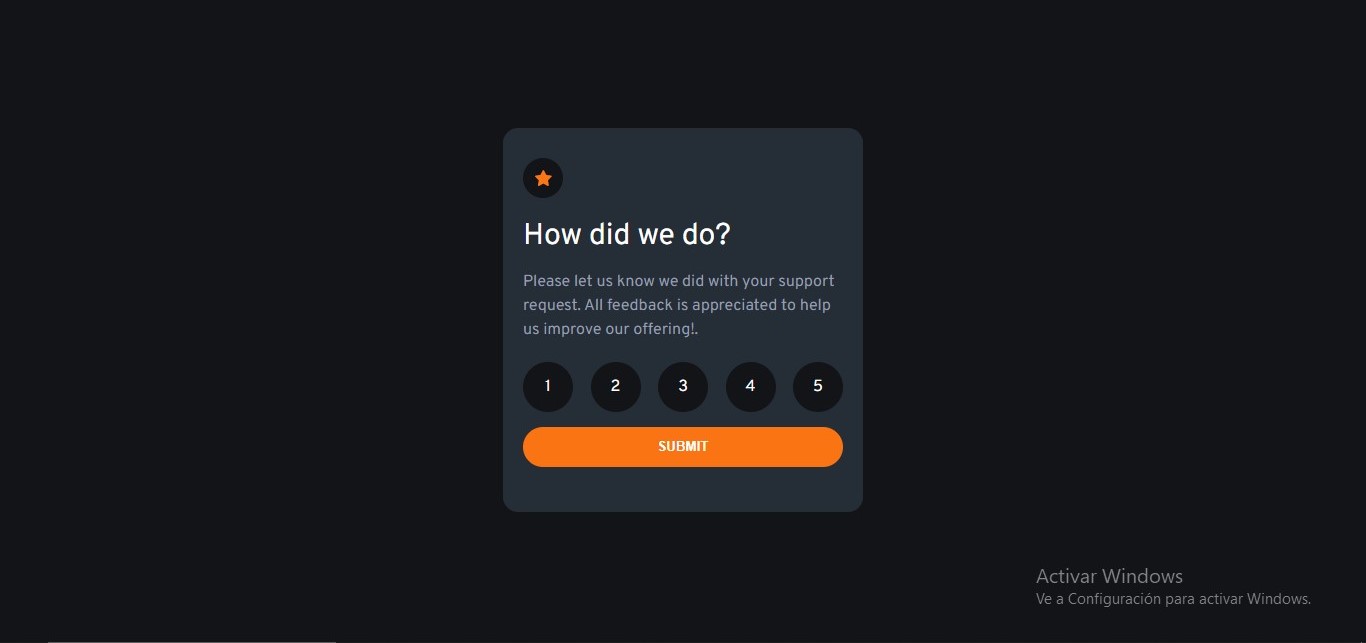 How did we do?
Please let us know we did with your support
request. All feedback is appreciated to help
us improve our offering!.
1 2 3 4 5
SUBMIT
Activar Windows
Ve a Configuración para activar Windows.